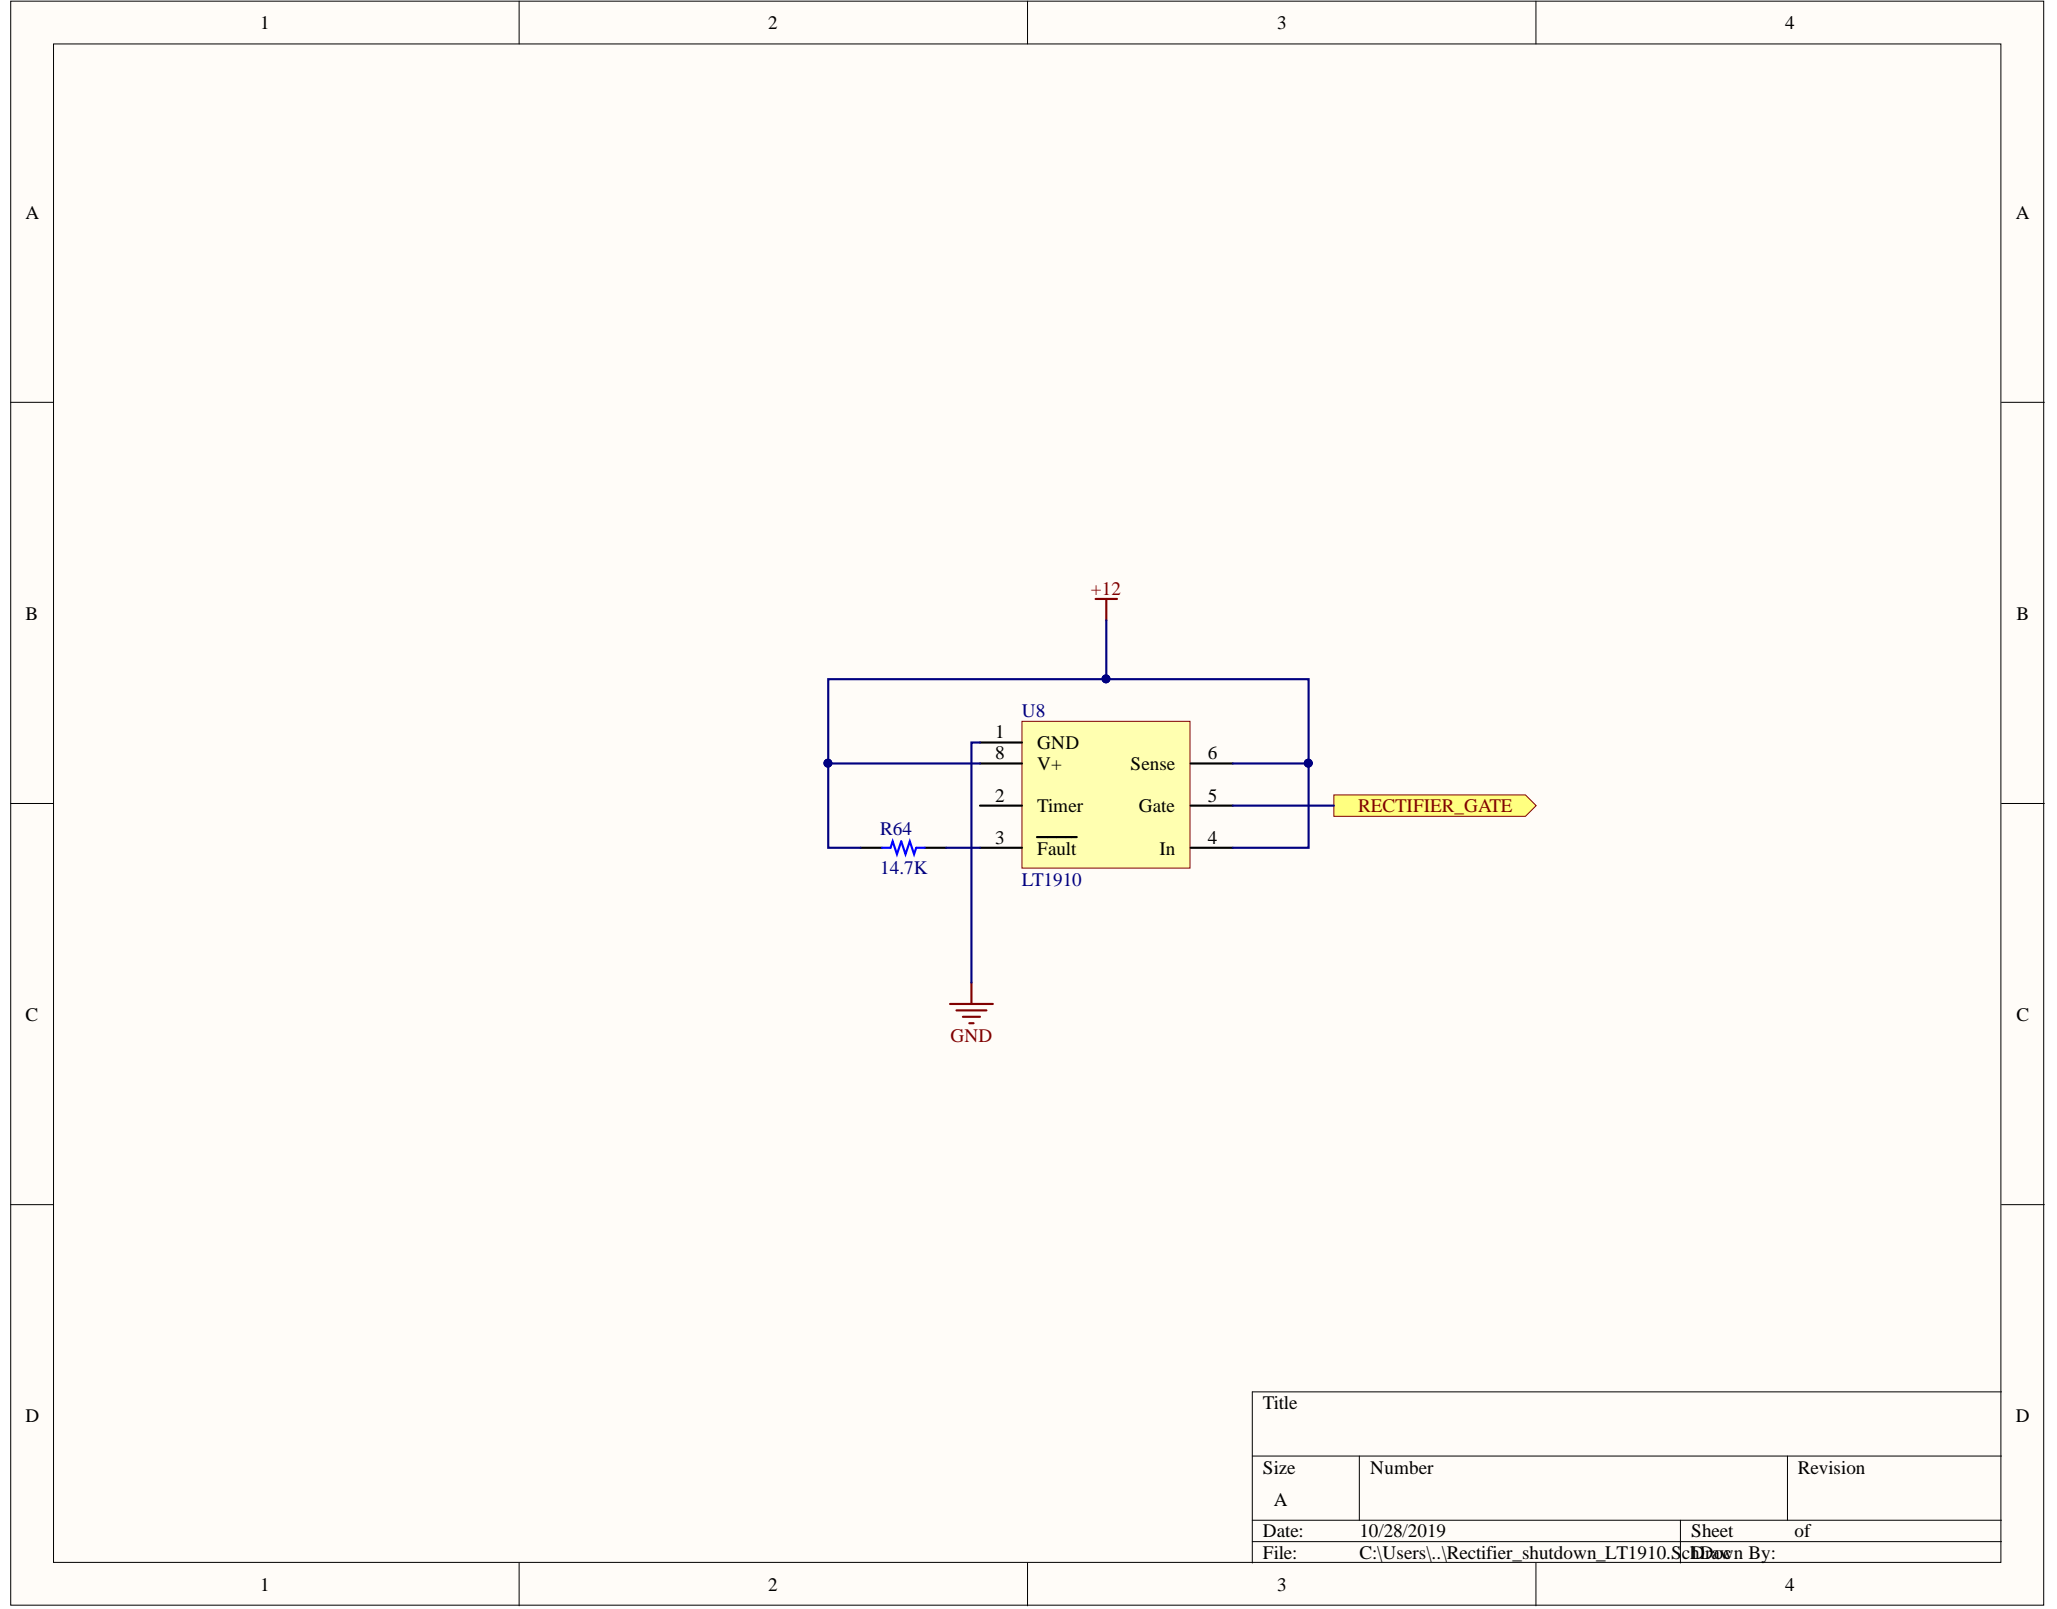 1 2 3 4
A A
+12
B B
U8
1 GND
8 V+ Sense 6
2 Timer Gate 5 RECTIFIER_GATE
R64
3 Fault In 4
14.7K
LT1910
C C
GND
Title
D D
Size Number Revision
A
Date: 10/28/2019 Sheet of
File: C:\Users\..\Rectifier_shutdown_LT1910.SchDoc Drawn By:
1 2 3 4